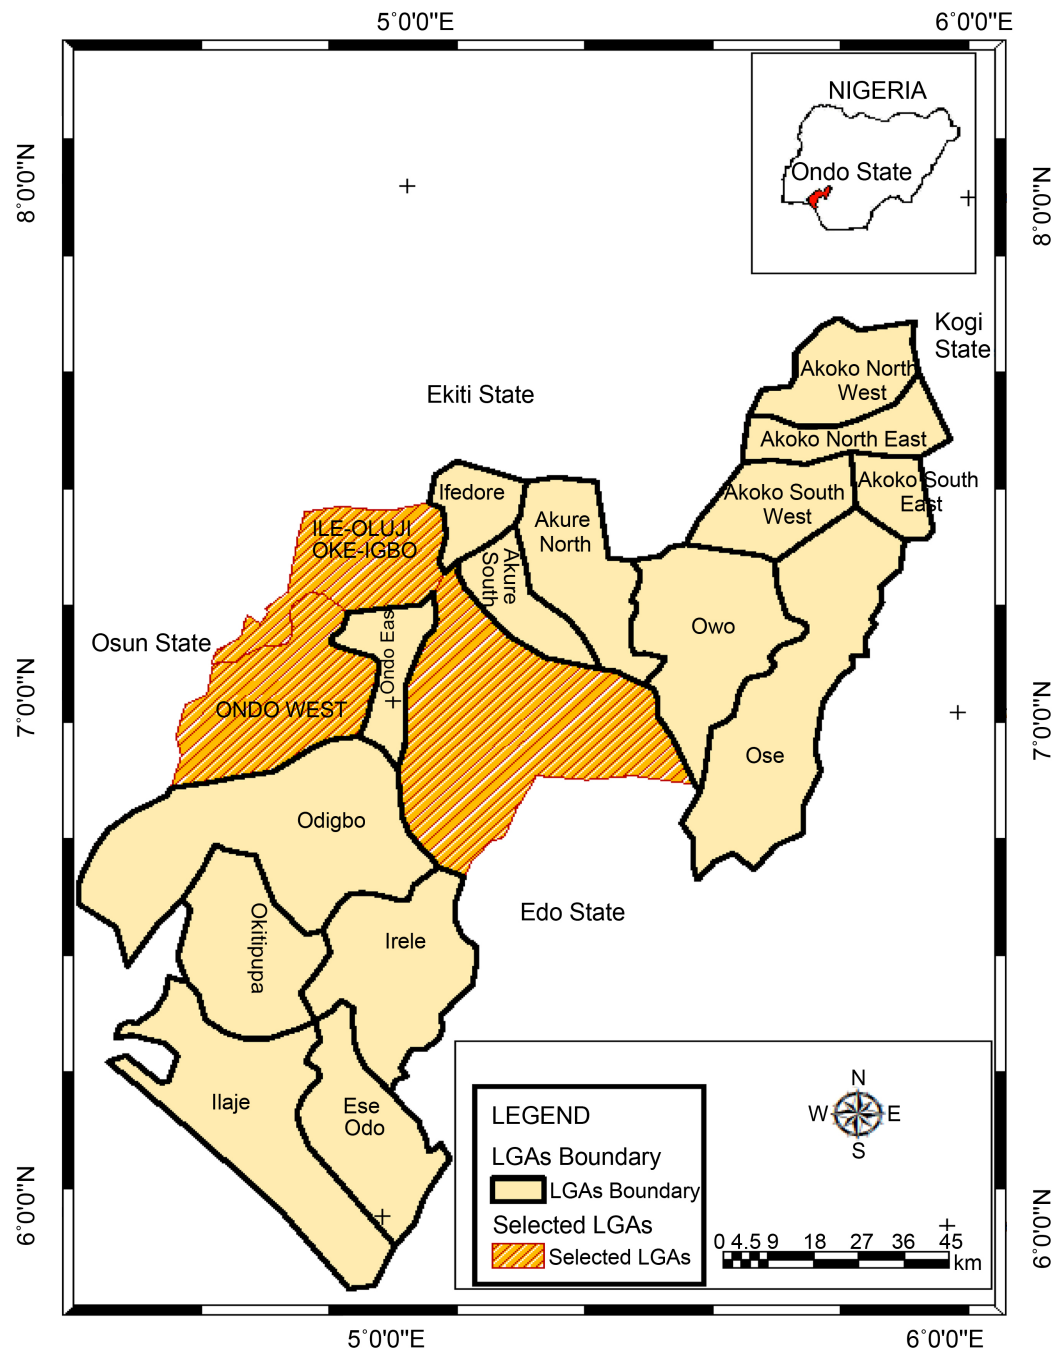 5°0'0"E
6°0'0"E
NIGERIA
Ondo State
8°0'0"N
8°0'0"N
Kogi
State
Akoko North
West
Ekiti State
Akoko North East
Ifedore
Akoko South
West
Akoko South
East
ILE-OLUJI
OKE-IGBO
Akure
North
Akure
South
Owo
Osun State
Ondo Eas
ONDO WEST
7°0'0"N
7°0'0"N
Ose
Odigbo
Edo State
Okitipupa
Irele
Ilaje
Ese
Odo
N
W
E
S
LEGEND
LGAs Boundary
LGAs Boundary
Selected LGAs
Selected LGAs
6°0'0"N
6°0'0"N
0 4.5 9 18 27 36 45
km
5°0'0"E
6°0'0"E